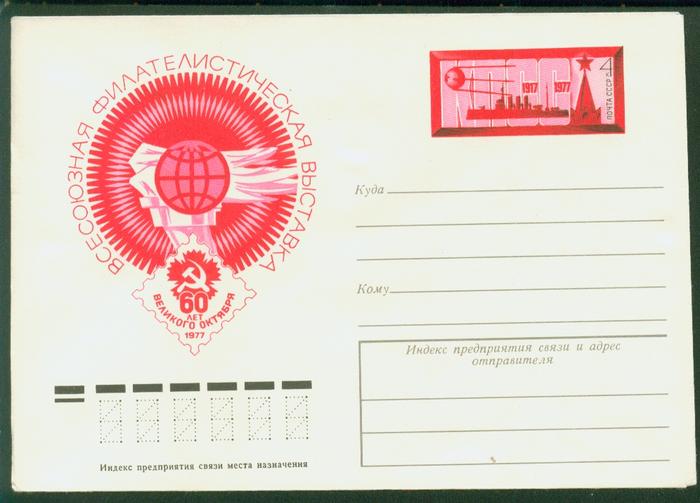 ВСЕСОЮЗНАЯ ФИЛАТЕЛИСТИЧЕСКАЯ ВЫСТАВКА
60
ЛЕТ
ВЕЛИКОГО ОКТЯБРЯ
1977
1917 1977
4
ПОЧТА СССР
Куда
Кому
Индекс предприятия связи и адрес
отправителя
Индекс предприятия связи места назначения